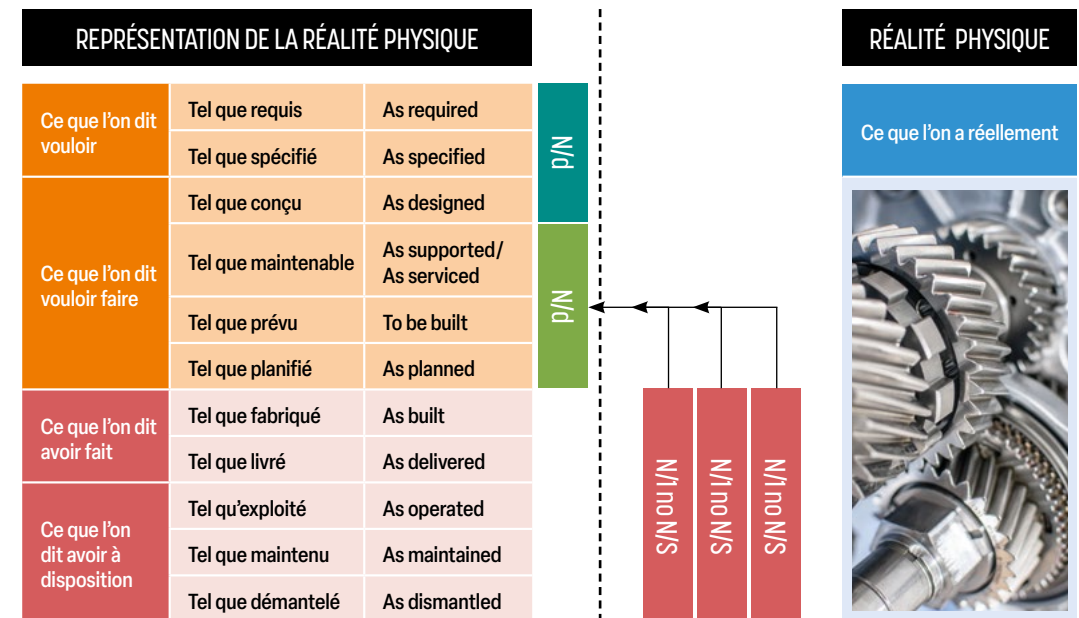 REPRÉSENTATION DE LA RÉALITÉ PHYSIQUE
RÉALITÉ PHYSIQUE
Ce que l’on dit
vouloir
Tel que requis
As required
Tel que spécifié
As specified
Ce que l’on dit
vouloir faire
Tel que conçu
As designed
Tel que maintenable
As supported/
As serviced
Tel que prévu
To be built
Tel que planifié
As planned
Ce que l’on dit
avoir fait
Tel que fabriqué
As built
Tel que livré
As delivered
Ce que l’on
dit avoir à
disposition
Tel qu’exploité
As operated
Tel que maintenu
As maintained
Tel que démantelé
As dismantled
P/N
P/N
S/N ou L/N
S/N ou L/N
S/N ou L/N
Ce que l’on a réellement